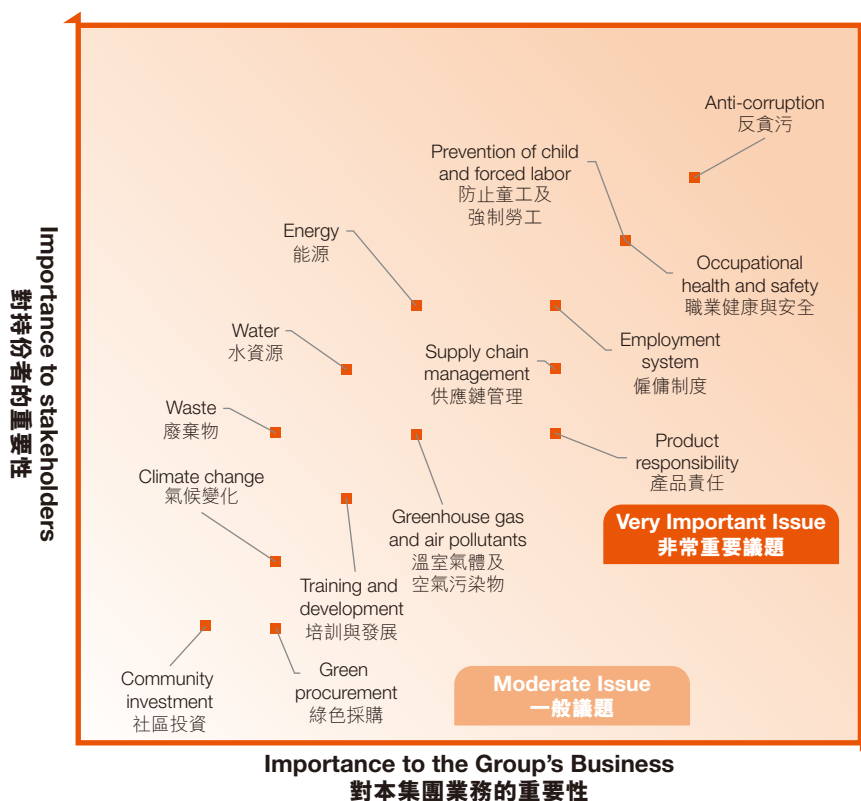 Anti-corruption
反貪污
Prevention of child
and forced labor
防止童工及
強制勞工
Energy
能源
Occupational
health and safety
職業健康與安全
Water
水資源
Supply chain
management
供應鏈管理
Employment
system
僱傭制度
Waste
廢棄物
Product
responsibility
產品責任
Climate change
氣候變化
Greenhouse gas
and air pollutants
溫室氣體及
空氣污染物
Very Important Issue
非常重要議題
Training and
development
培訓與發展
Community
investment
社區投資
Green
procurement
綠色採購
Moderate Issue
一般議題
Importance to stakeholders
對持份者的重要性
Importance to the Group's Business
對本集團業務的重要性